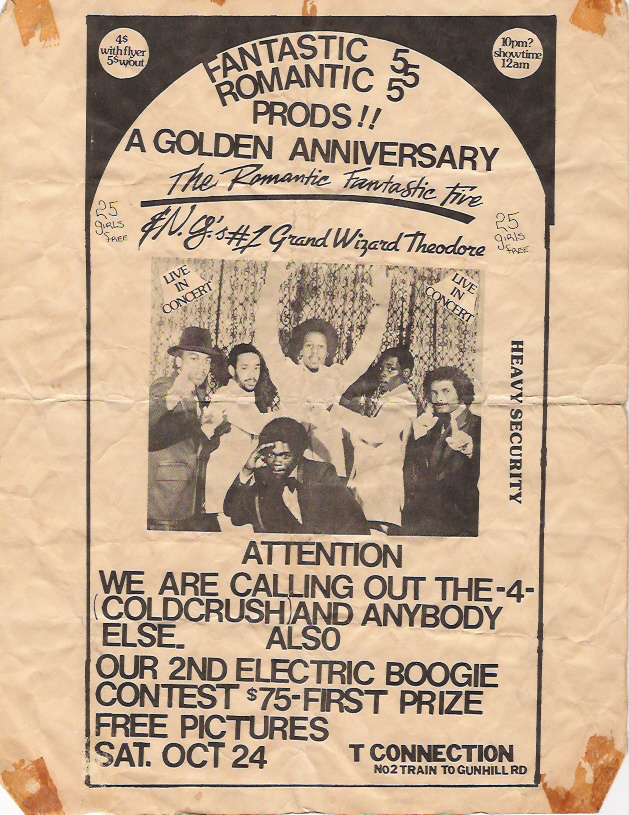 4$
with flyer
5$ w/out
10pm?
showtime
12am
FANTASTIC 5
ROMANTIC 5
5
PRODS!!
A GOLDEN ANNIVERSARY
The Romantic Fantastic Five
& N.Y.'s #1 Grand Wizard Theodore
25
giRLS
fREE
25
giRLS
fREE
LIVE
IN
CONCERT
LIVE
IN
CONCERT
HEAVY SECURITY
ATTENTION
WE ARE CALLING OUT THE -4-
(COLDCRUSH) AND ANYBODY
ELSE. ALSO
OUR 2ND ELECTRIC BOOGIE
CONTEST $75-FIRST PRIZE
FREE PICTURES
SAT. OCT 24
T CONNECTION
No 2 TRAIN TO GUNHILL RD